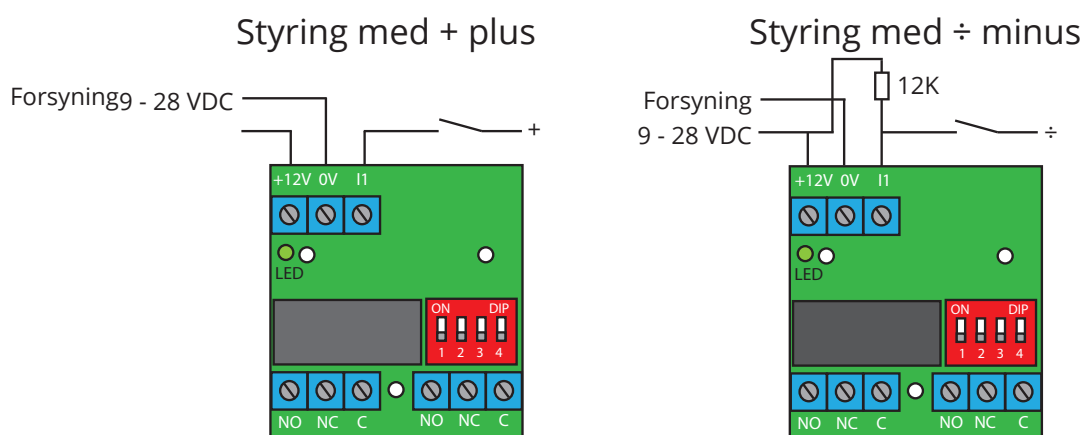 Styring med + plus
Forsyning 9 - 28 VDC
+
+12V 0V I1
LED
ON DIP
1 2 3 4
NO NC C NO NC C
Styring med ÷ minus
12K
Forsyning
9 - 28 VDC
÷
+12V 0V I1
LED
ON DIP
1 2 3 4
NO NC C NO NC C